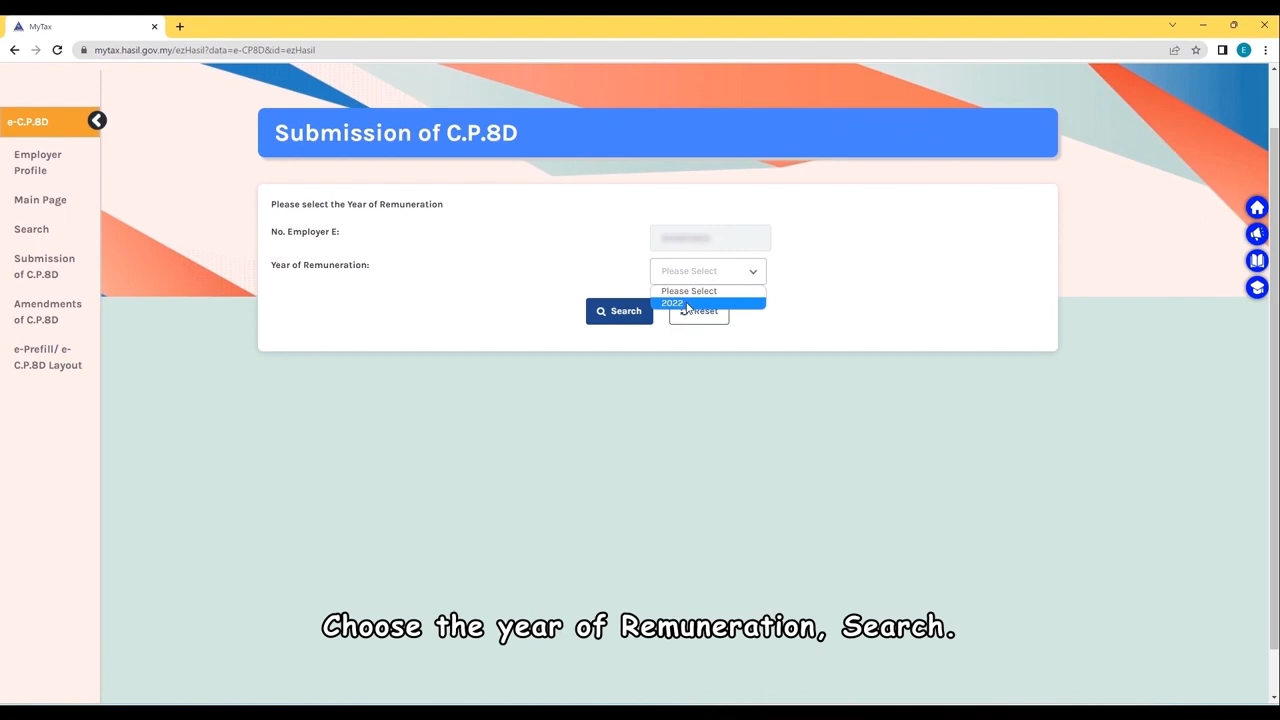 MyTax
mytax.hasil.gov.my/ezHasil?data=e-CP8D&id=ezHasil
E
e-C.P.8D
Employer
Profile
Main Page
Search
Submission
of C.P.8D
Amendments
of C.P.8D
e-Prefill/ e-
C.P.8D Layout
Submission of C.P.8D
Please select the Year of Remuneration
No. Employer E:
Year of Remuneration:
Please Select
Please Select
2022
Search
Reset
Choose the year of Remuneration, Search.